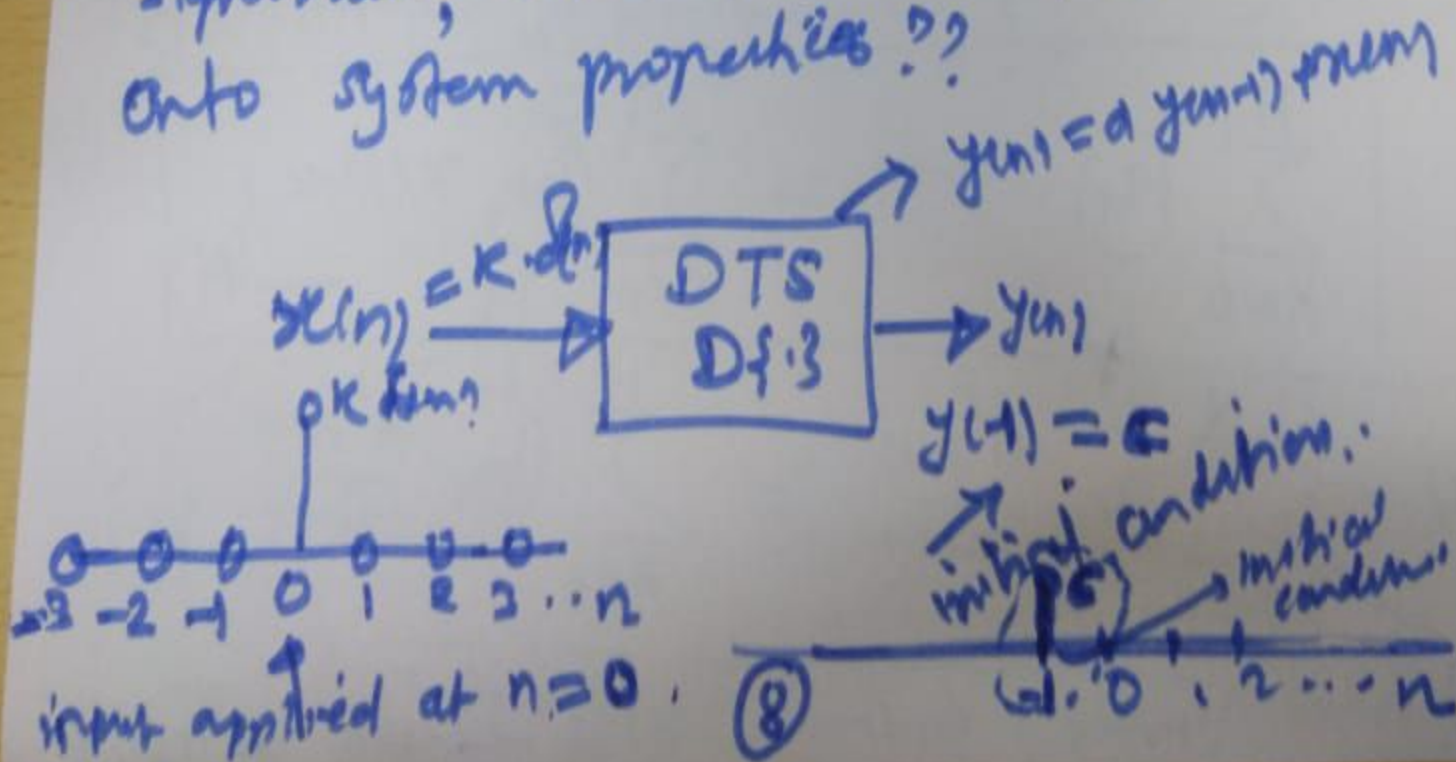 onto system properties??
y(n) = a y(n-1) + x(n)
x(n) = K.δ(n)
DTS
D{.}
y(n)
K δ(n)
y(-1) = c
initial condition.
c
initial
condn.
-3 -2 -1 0 1 2 3 .. n
-1. 0 1 2 ... n
input applied at n=0.
8